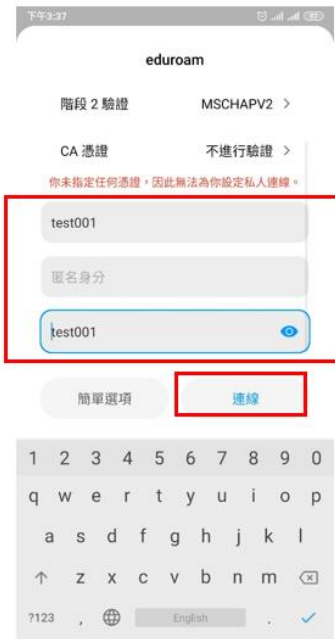 下午3:37
eduroam
階段 2 驗證 MSCHAPV2 >
CA 憑證 不進行驗證 >
你未指定任何憑證，因此無法為你設定私人連線。
test001
匿名身分
test001
簡單選項 連線
1 2 3 4 5 6 7 8 9 0
q w e r t y u i o p
a s d f g h j k l
z x c v b n m
?123 , English .